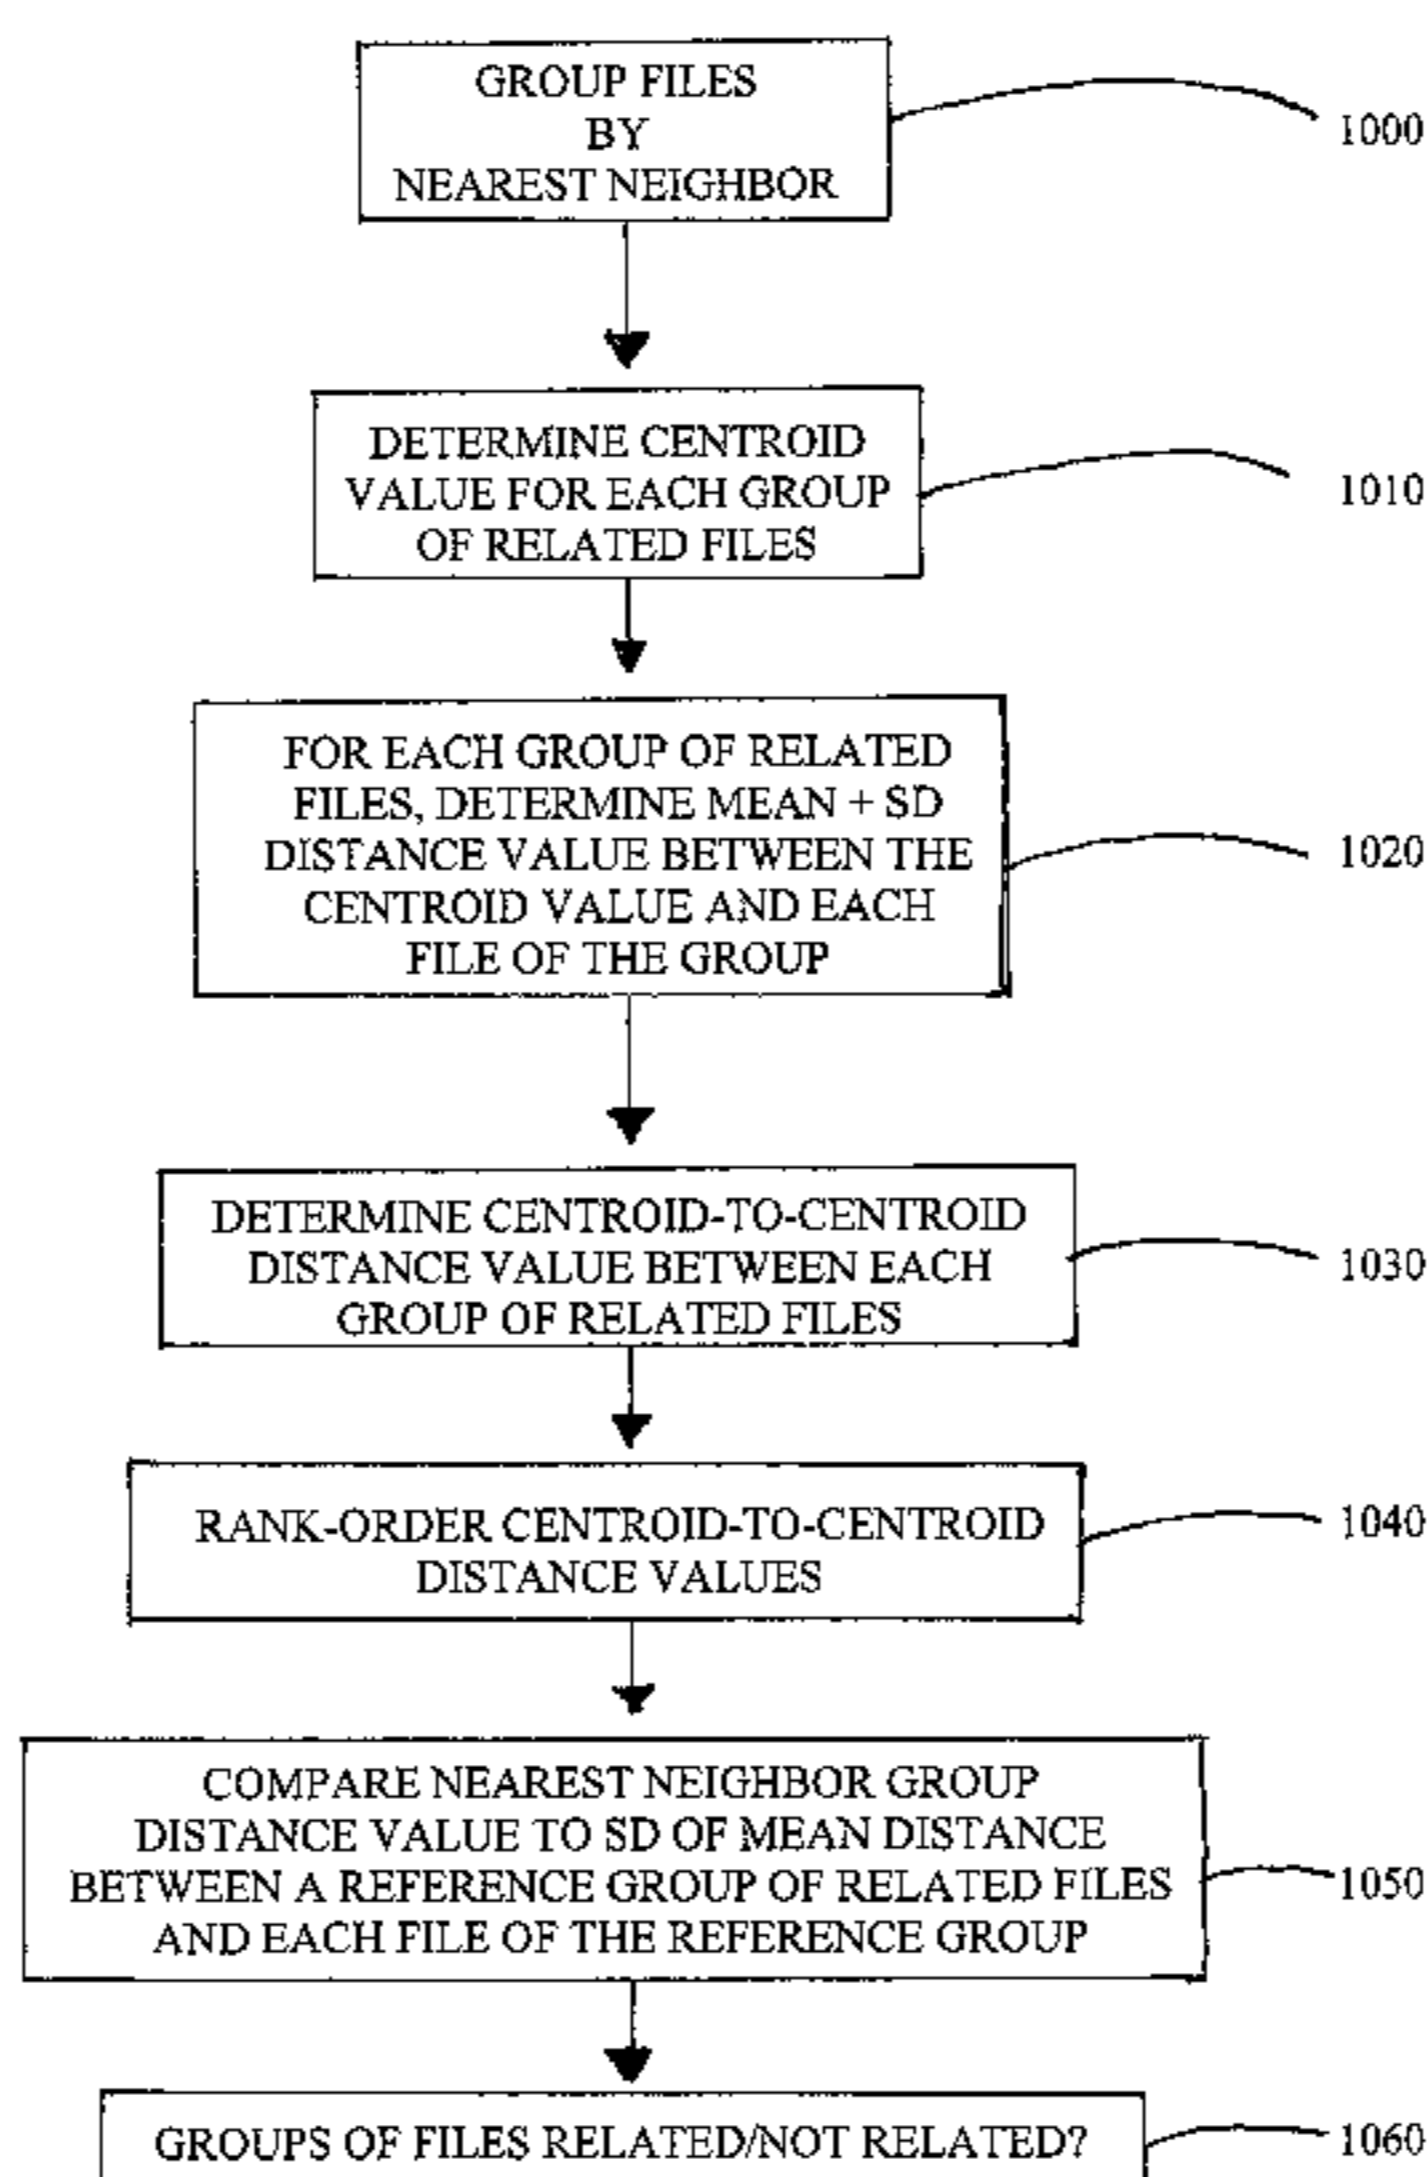 GROUP FILES
BY
NEAREST NEIGHBOR
1000
DETERMINE CENTROID
VALUE FOR EACH GROUP
OF RELATED FILES
1010
FOR EACH GROUP OF RELATED
FILES, DETERMINE MEAN + SD
DISTANCE VALUE BETWEEN THE
CENTROID VALUE AND EACH
FILE OF THE GROUP
1020
DETERMINE CENTROID-TO-CENTROID
DISTANCE VALUE BETWEEN EACH
GROUP OF RELATED FILES
1030
RANK-ORDER CENTROID-TO-CENTROID
DISTANCE VALUES
1040
COMPARE NEAREST NEIGHBOR GROUP
DISTANCE VALUE TO SD OF MEAN DISTANCE
BETWEEN A REFERENCE GROUP OF RELATED FILES
AND EACH FILE OF THE REFERENCE GROUP
1050
GROUPS OF FILES RELATED/NOT RELATED?
1060